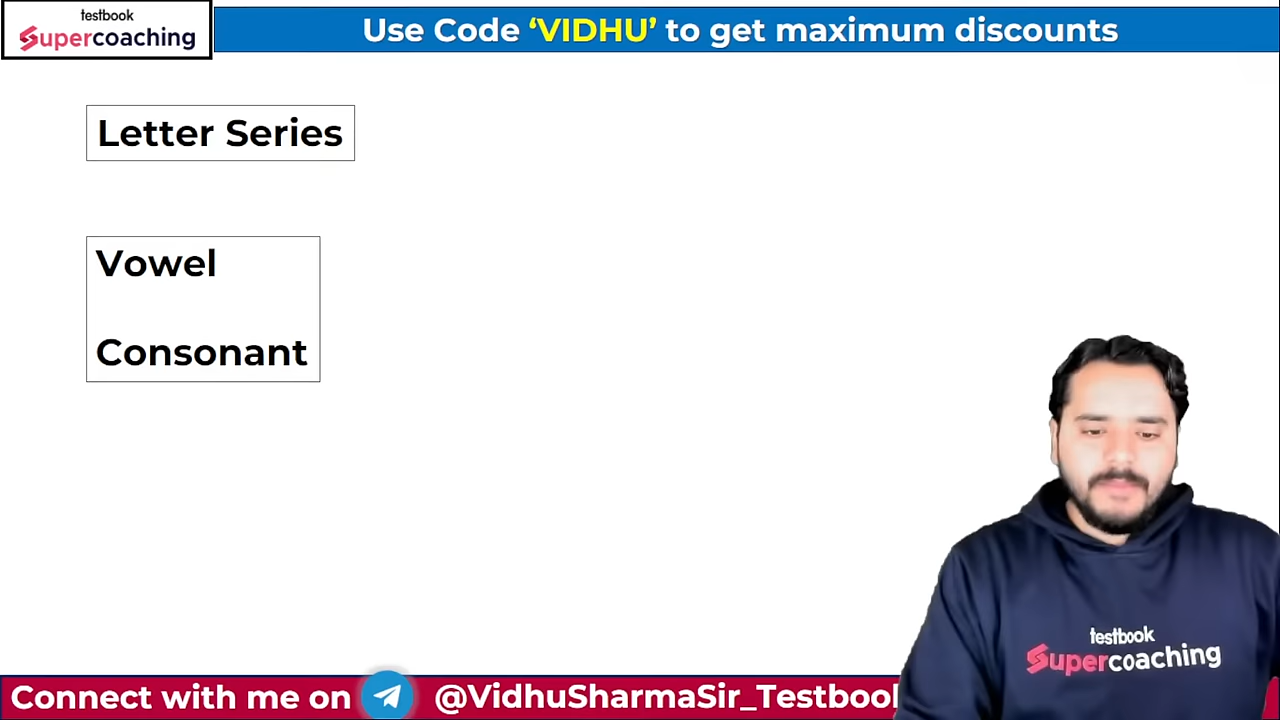 testbook
Supercoaching
Use Code ‘VIDHU’ to get maximum discounts
Letter Series
Vowel
Consonant
testbook
Supercoaching
Connect with me on
@VidhuSharmaSir_Testbook